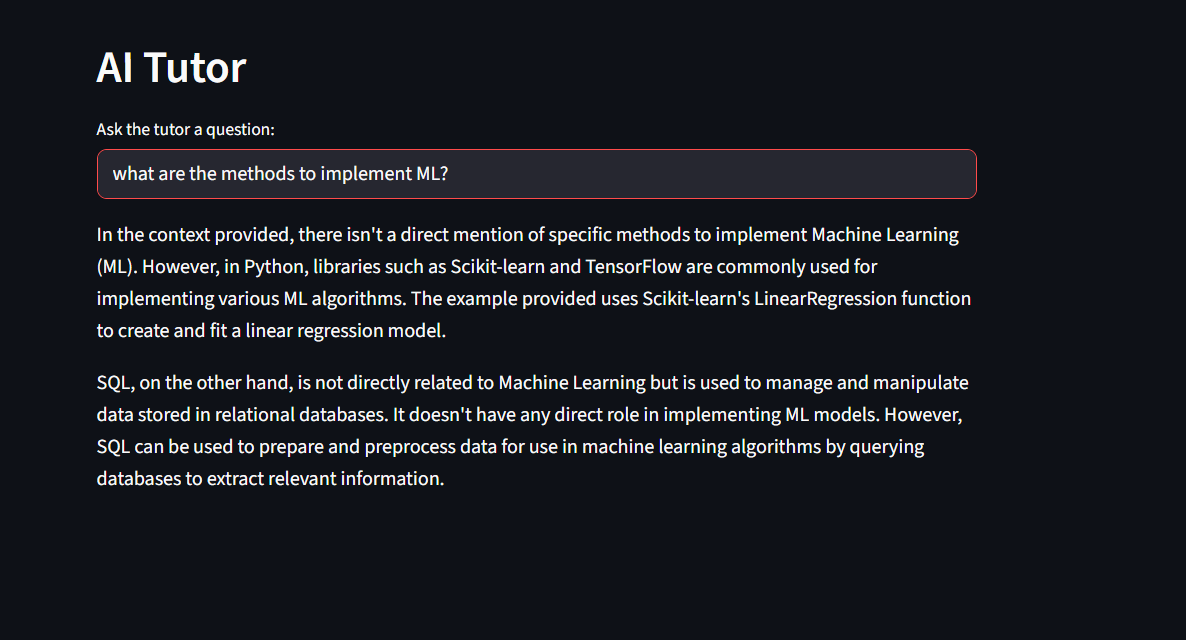 AI Tutor
Ask the tutor a question:
what are the methods to implement ML?
In the context provided, there isn't a direct mention of specific methods to implement Machine Learning
(ML). However, in Python, libraries such as Scikit-learn and TensorFlow are commonly used for
implementing various ML algorithms. The example provided uses Scikit-learn's LinearRegression function
to create and fit a linear regression model.
SQL, on the other hand, is not directly related to Machine Learning but is used to manage and manipulate
data stored in relational databases. It doesn't have any direct role in implementing ML models. However,
SQL can be used to prepare and preprocess data for use in machine learning algorithms by querying
databases to extract relevant information.